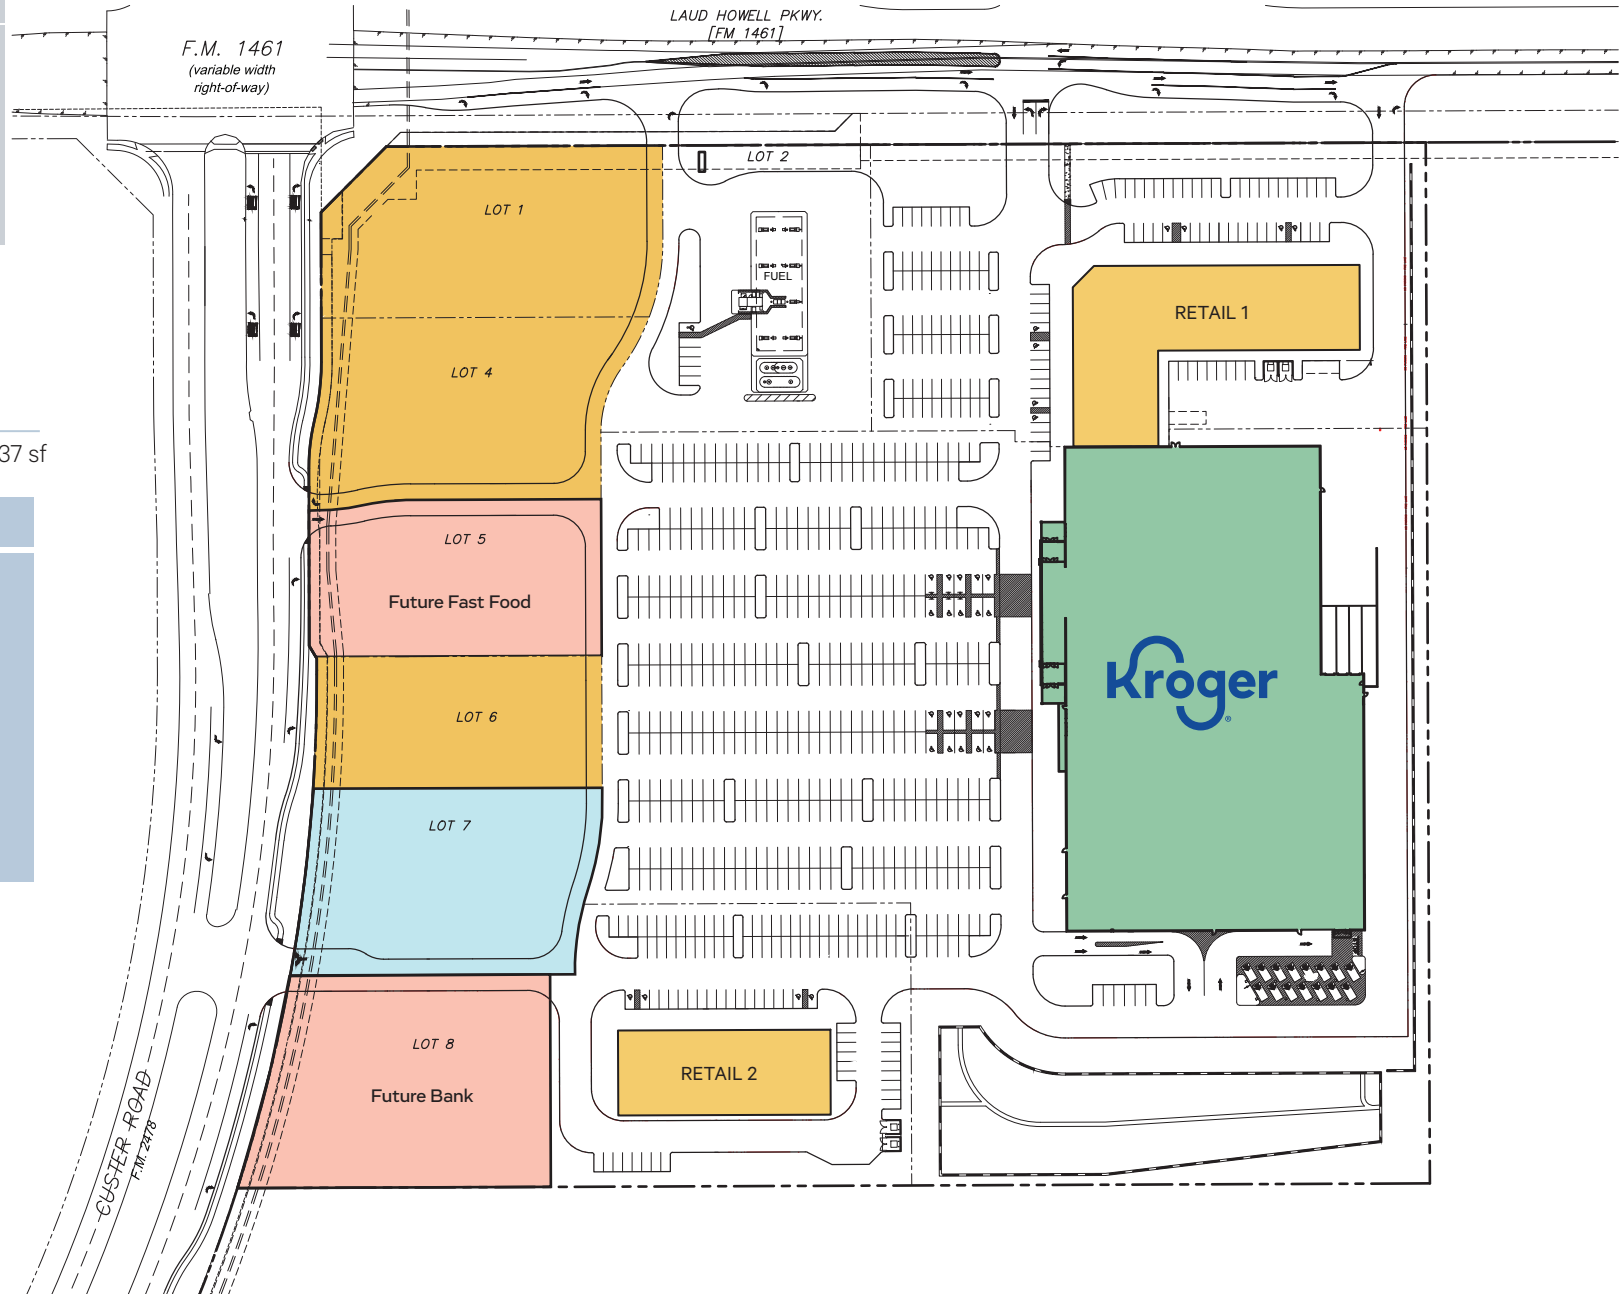 LAUD HOWELL PKWY.
[FM 1461]
F.M. 1461
(variable width
right-of-way)
LOT 2
LOT 1
FUEL
RETAIL 1
LOT 4
37 sf
LOT 5
Future Fast Food
Kroger
®
LOT 6
LOT 7
LOT 8
Future Bank
RETAIL 2
CUSTER ROAD
F.M. 2478